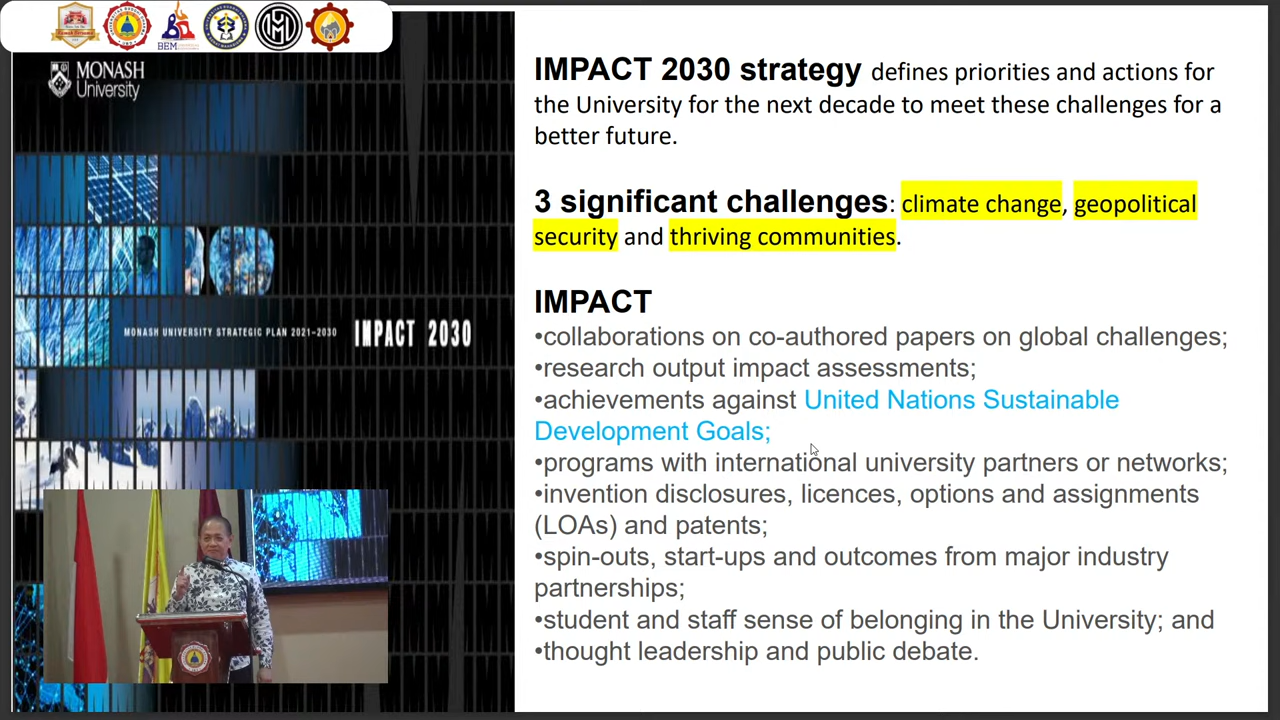 BEM
MONASH
University
MONASH UNIVERSITY STRATEGIC PLAN 2021–2030 IMPACT 2030
IMPACT 2030 strategy defines priorities and actions for
the University for the next decade to meet these challenges for a
better future.
3 significant challenges: climate change, geopolitical
security and thriving communities.
IMPACT
•collaborations on co-authored papers on global challenges;
•research output impact assessments;
•achievements against United Nations Sustainable
Development Goals;
•programs with international university partners or networks;
•invention disclosures, licences, options and assignments
(LOAs) and patents;
•spin-outs, start-ups and outcomes from major industry
partnerships;
•student and staff sense of belonging in the University; and
•thought leadership and public debate.